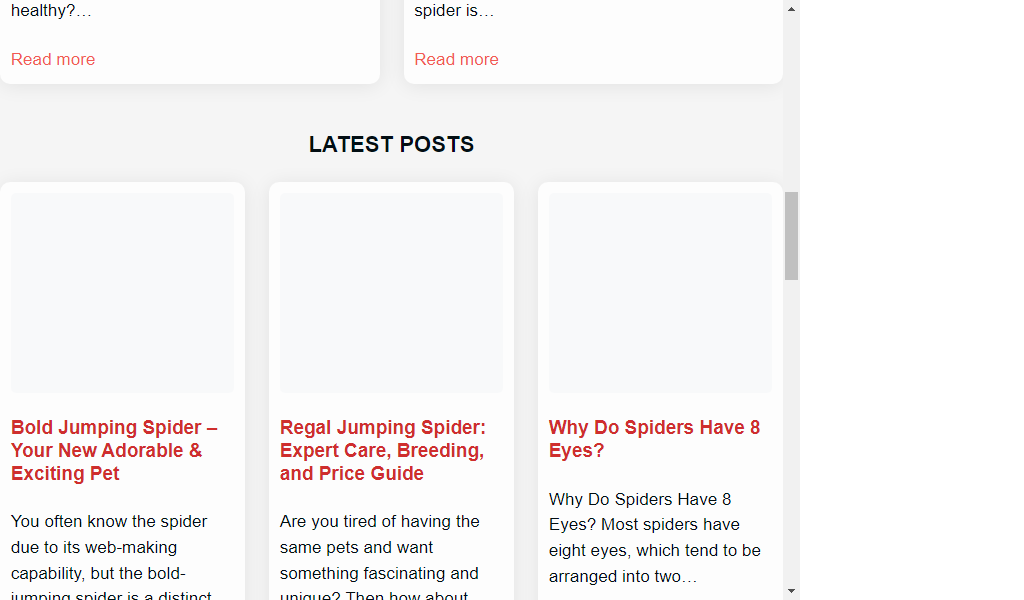 healthy?…
Read more
spider is…
Read more
LATEST POSTS
Bold Jumping Spider –
Your New Adorable &
Exciting Pet
You often know the spider
due to its web-making
capability, but the bold-
jumping spider is a distinct
Regal Jumping Spider:
Expert Care, Breeding,
and Price Guide
Are you tired of having the
same pets and want
something fascinating and
unique? Then how about
Why Do Spiders Have 8
Eyes?
Why Do Spiders Have 8
Eyes? Most spiders have
eight eyes, which tend to be
arranged into two…